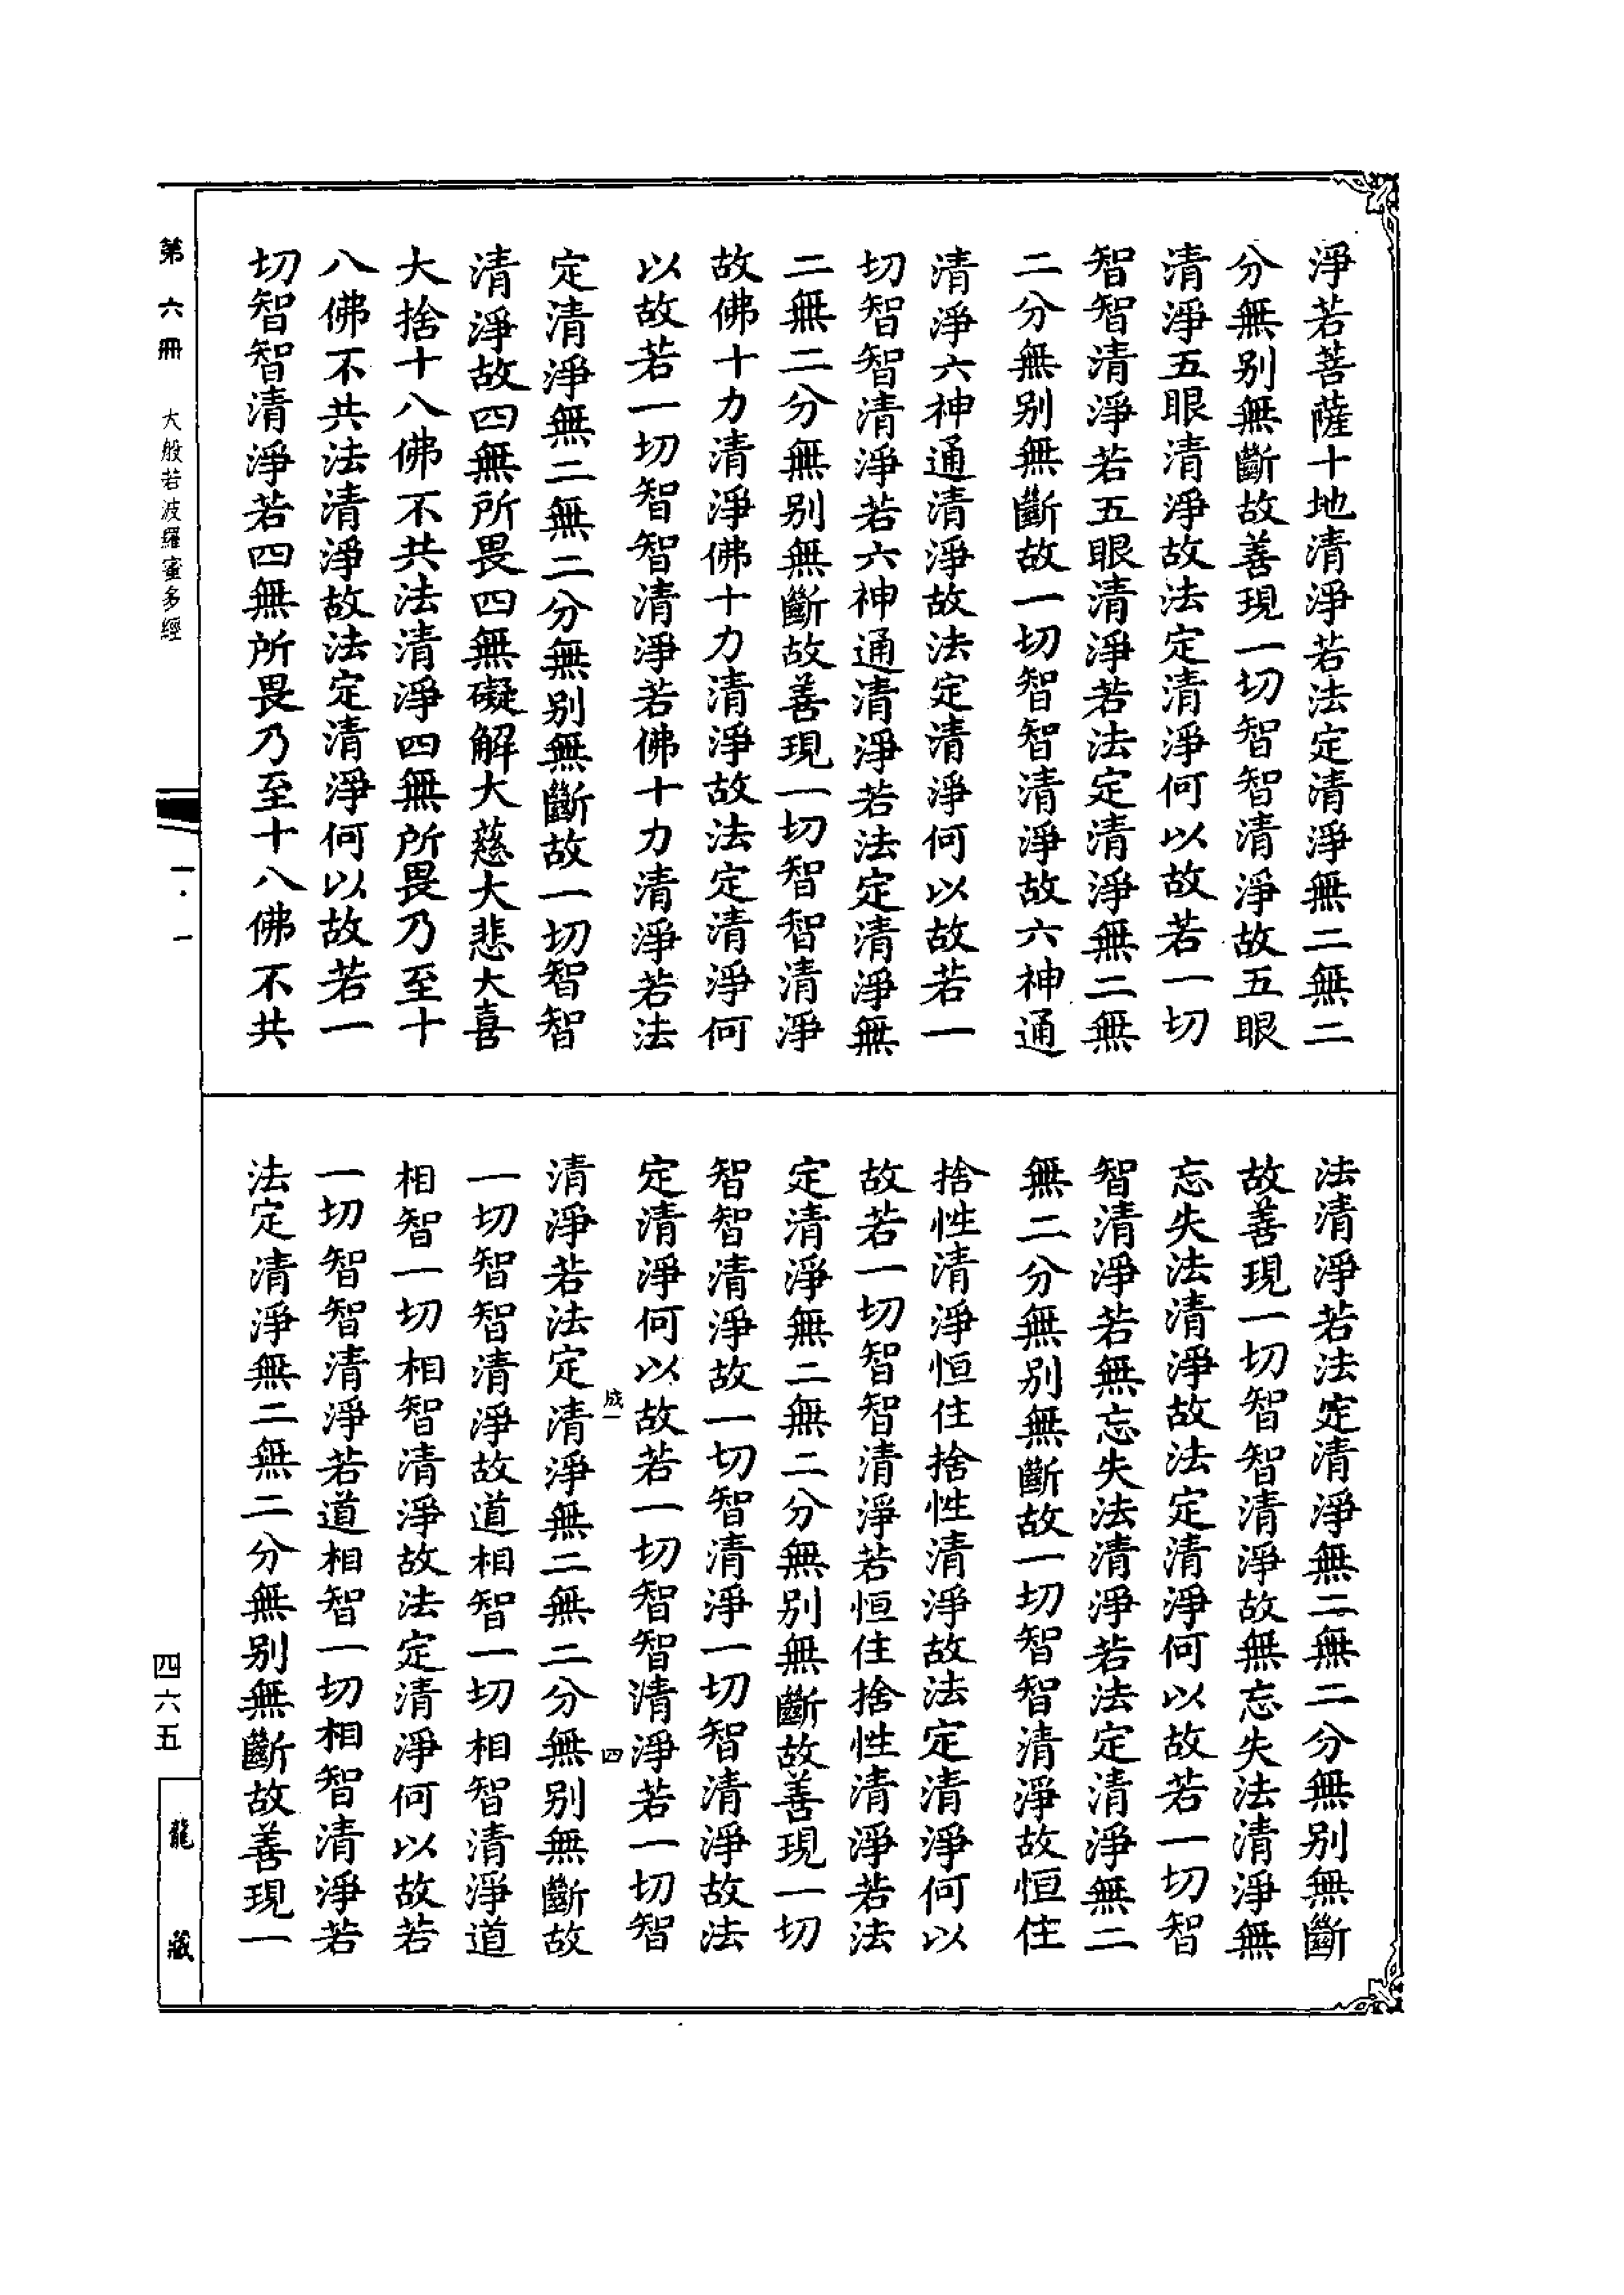 淨若菩薩十地清淨若法定清淨無二無二
分無別無斷故善現一切智智清淨故五眼
清淨五眼清淨故法定清淨何以故若一切
智智清淨若五眼清淨若法定清淨無二無
二分無別無斷故一切智智清淨故六神通
清淨六神通清淨故法定清淨何以故若一
切智智清淨若六神通清淨若法定清淨無
二無二分無別無斷故善現一切智智清淨
故佛十力清淨佛十力清淨故法定清淨何
以故若一切智智清淨若佛十力清淨若法
定清淨無二無二分無別無斷故一切智智
清淨故四無所畏四無礙解大慈大悲大喜
大捨十八佛不共法清淨四無所畏乃至十
八佛不共法清淨故法定清淨何以故若一
切智智清淨若四無所畏乃至十八佛不共
法清淨若法定清淨無二無二分無別無斷
故善現一切智智清淨故無忘失法清淨無
忘失法清淨故法定清淨何以故若一切智
智清淨若無忘失法清淨若法定清淨無二
無二分無別無斷故一切智智清淨故恒住
捨性清淨恒住捨性清淨故法定清淨何以
故若一切智智清淨若恒住捨性清淨若法
定清淨無二無二分無別無斷故善現一切
智智清淨故一切智清淨一切智清淨故法
定清淨何以故若一切智智清淨若一切智
成一 四
清淨若法定清淨無二無二分無別無斷故
一切智智清淨故道相智一切相智清淨道
相智一切相智清淨故法定清淨何以故若
一切智智清淨若道相智一切相智清淨若
法定清淨無二無二分無別無斷故善現一
第六冊 大般若波羅蜜多經
一·一
四六五
龍藏